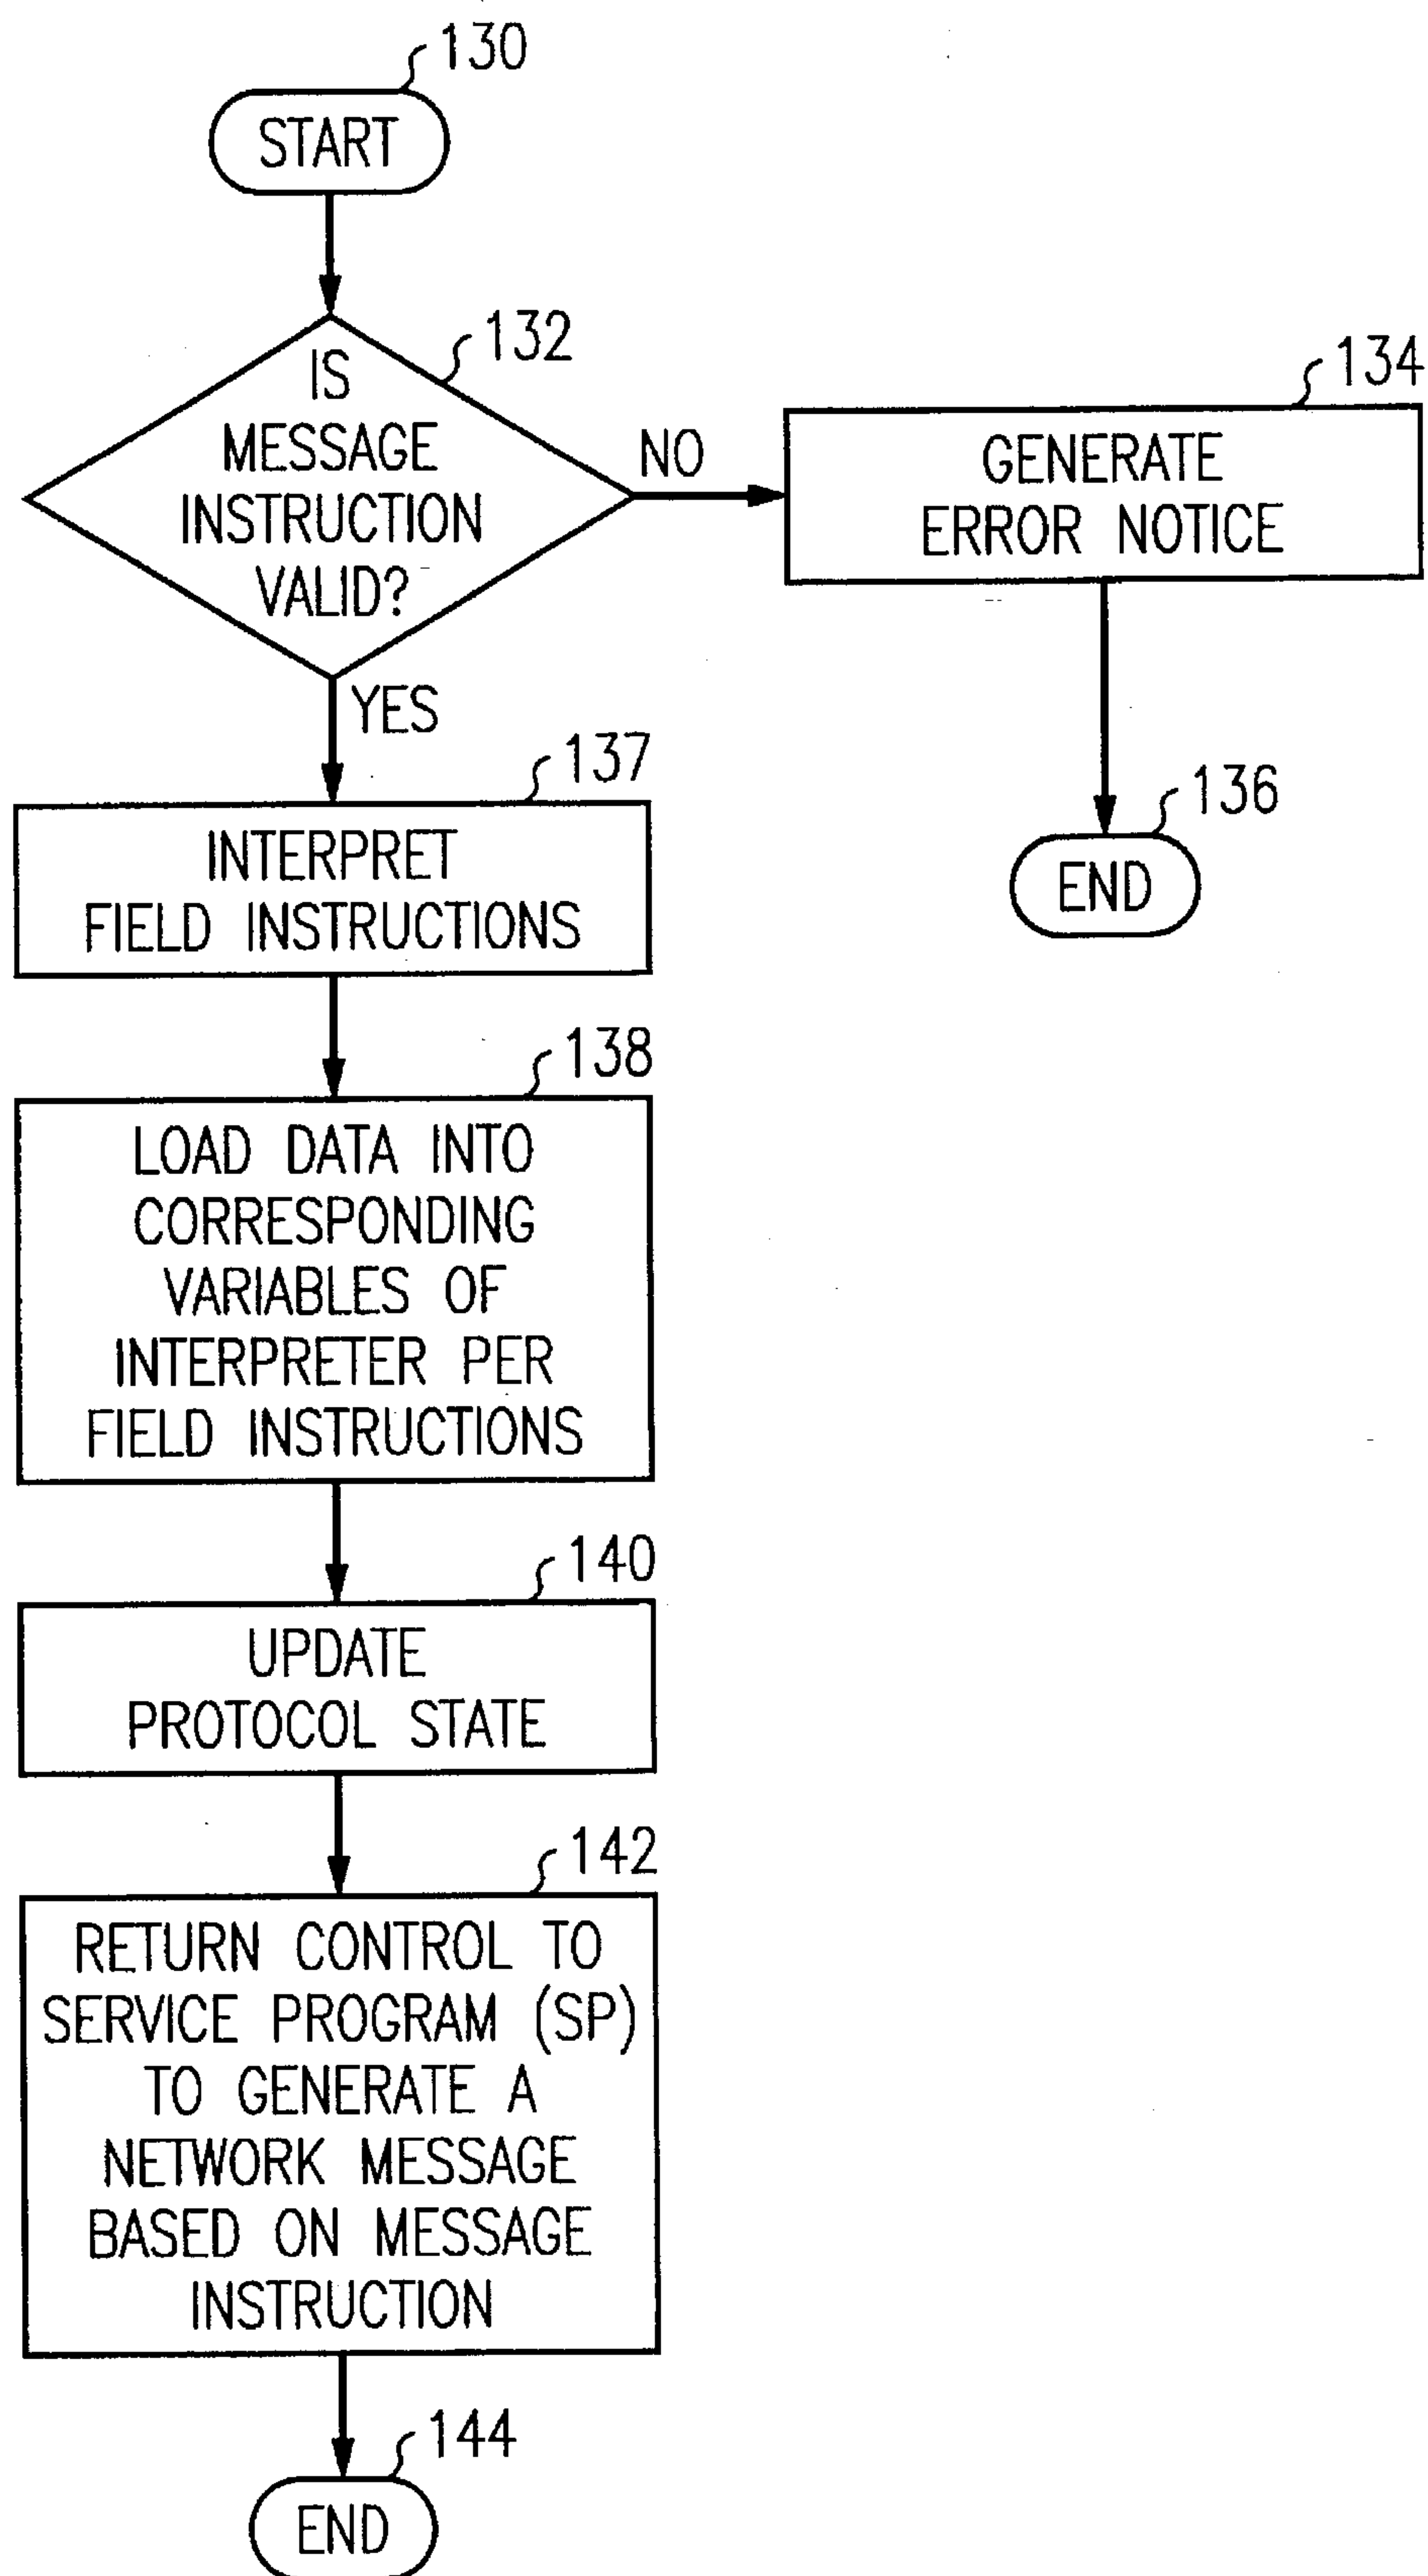 130
START
132
IS
MESSAGE
INSTRUCTION
VALID?
NO
134
GENERATE
ERROR NOTICE
YES
136
END
137
INTERPRET
FIELD INSTRUCTIONS
138
LOAD DATA INTO
CORRESPONDING
VARIABLES OF
INTERPRETER PER
FIELD INSTRUCTIONS
140
UPDATE
PROTOCOL STATE
142
RETURN CONTROL TO
SERVICE PROGRAM (SP)
TO GENERATE A
NETWORK MESSAGE
BASED ON MESSAGE
INSTRUCTION
144
END